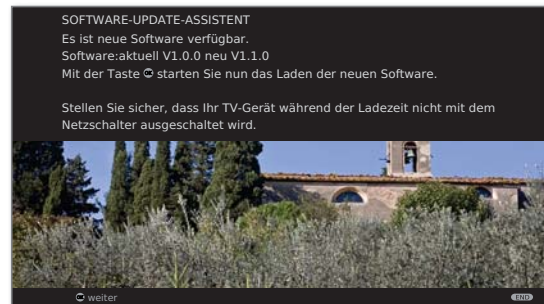 SOFTWARE-UPDATE-ASSISTENT
Es ist neue Software verfügbar.
Software:aktuell V1.0.0 neu V1.1.0
Mit der Taste OK starten Sie nun das Laden der neuen Software.
Stellen Sie sicher, dass Ihr TV-Gerät während der Ladezeit nicht mit dem
Netzschalter ausgeschaltet wird.
OK weiter
END